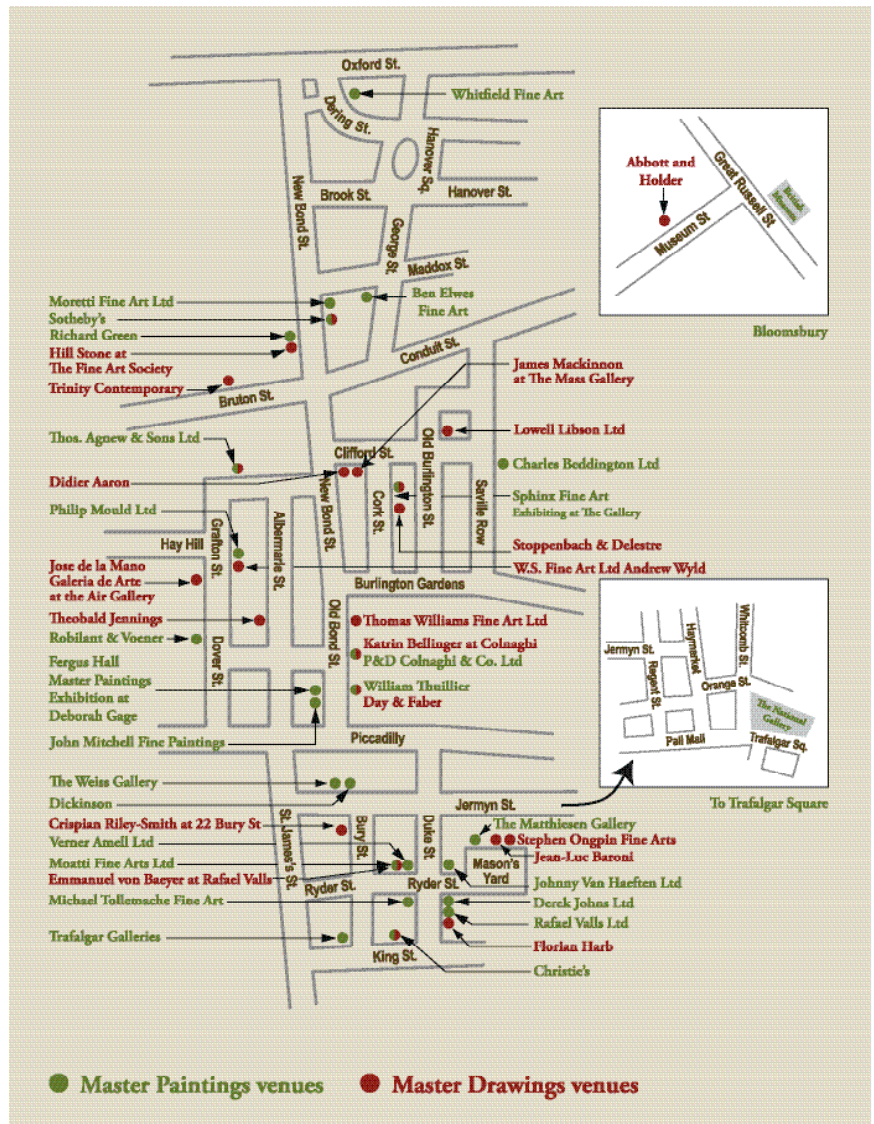 Oxford St.
Whitfield Fine Art
Dering St.
Hanover Sq.
New Bond St.
Brook St.
Hanover St.
George St.
Maddox St.
Abbott and
Holder
Great Russell St
British
Museum
Museum St
Bloomsbury
Moretti Fine Art Ltd
Sotheby's
Richard Green
Hill Stone at
The Fine Art Society
Trinity Contemporary
Ben Elwes
Fine Art
Conduit St.
Bruton St.
James Mackinnon
at The Mass Gallery
Lowell Libson Ltd
Thos. Agnew & Sons Ltd
Clifford St.
Old Burlington St.
Charles Beddington Ltd
Didier Aaron
New Bond St.
Cork St.
Saville Row
Sphinx Fine Art
Exhibiting at The Gallery
Philip Mould Ltd
Hay Hill
Grafton St.
Albermarle St.
Stoppenbach & Delestre
Jose de la Mano
Galeria de Arte
at the Air Gallery
W.S. Fine Art Ltd Andrew Wyld
Burlington Gardens
Theobald Jennings
Robilant & Voener
Dover St.
Old Bond St.
Thomas Williams Fine Art Ltd
Katrin Bellinger at Colnaghi
P&D Colnaghi & Co. Ltd
Fergus Hall
Master Paintings
Exhibition at
Deborah Gage
William Thuillier
Day & Faber
John Mitchell Fine Paintings
Piccadilly
Jermyn St.
Regent St.
Haymarket
Whitcomb St.
Orange St.
The National
Gallery
Pall Mall
Trafalgar Sq.
To Trafalgar Square
The Weiss Gallery
Dickinson
Jermyn St.
Crispian Riley-Smith at 22 Bury St
Verner Amell Ltd
Moatti Fine Arts Ltd
Emmanuel von Baeyer at Rafael Valls
St. James's St.
Bury St.
Duke St.
The Matthiesen Gallery
Stephen Ongpin Fine Arts
Jean-Luc Baroni
Mason's
Yard
Ryder St.
Ryder St.
Johnny Van Haeften Ltd
Michael Tollemache Fine Art
Derek Johns Ltd
Rafael Valls Ltd
Trafalgar Galleries
Florian Harb
King St.
Christie's
Master Paintings venues
Master Drawings venues